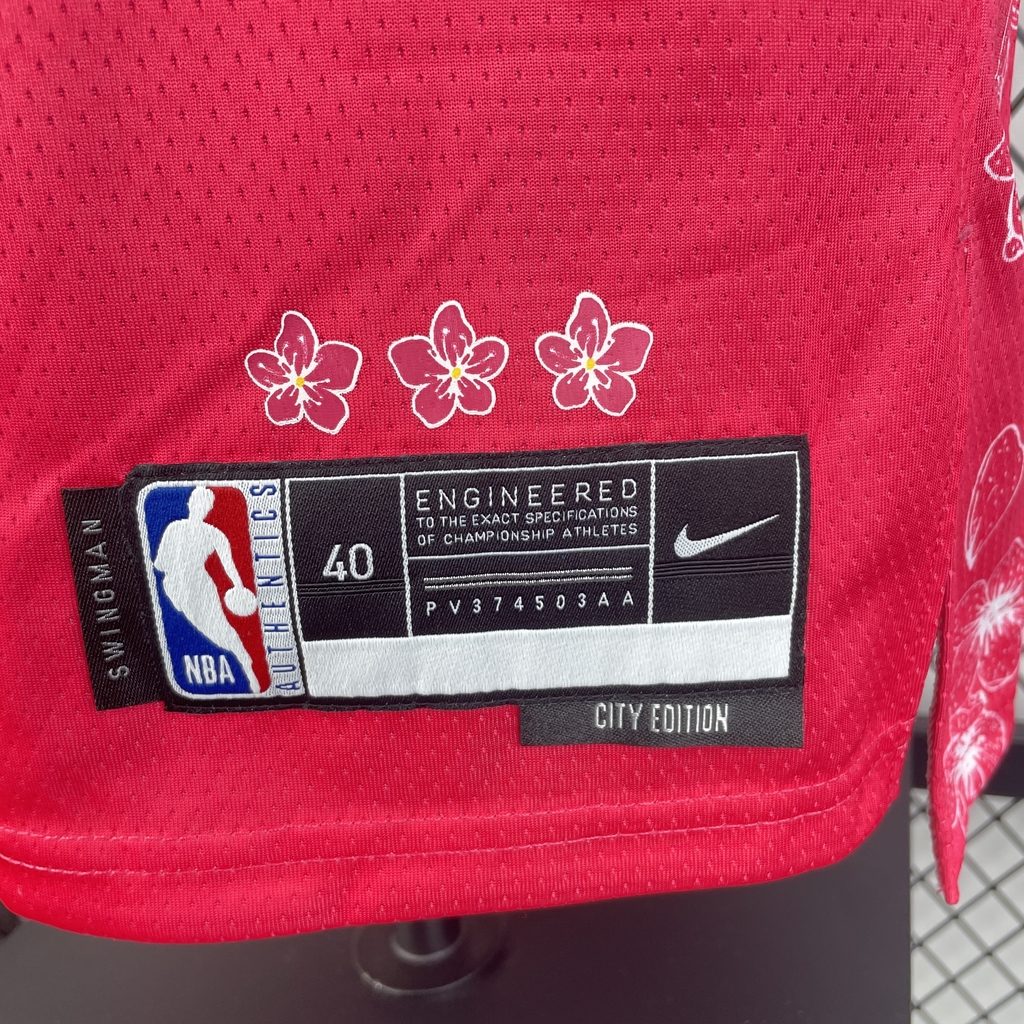 SWINGMAN
NBA
AUTHENTICS
40
ENGINEERED
TO THE EXACT SPECIFICATIONS
OF CHAMPIONSHIP ATHLETES
PV374503AA
CITY EDITION